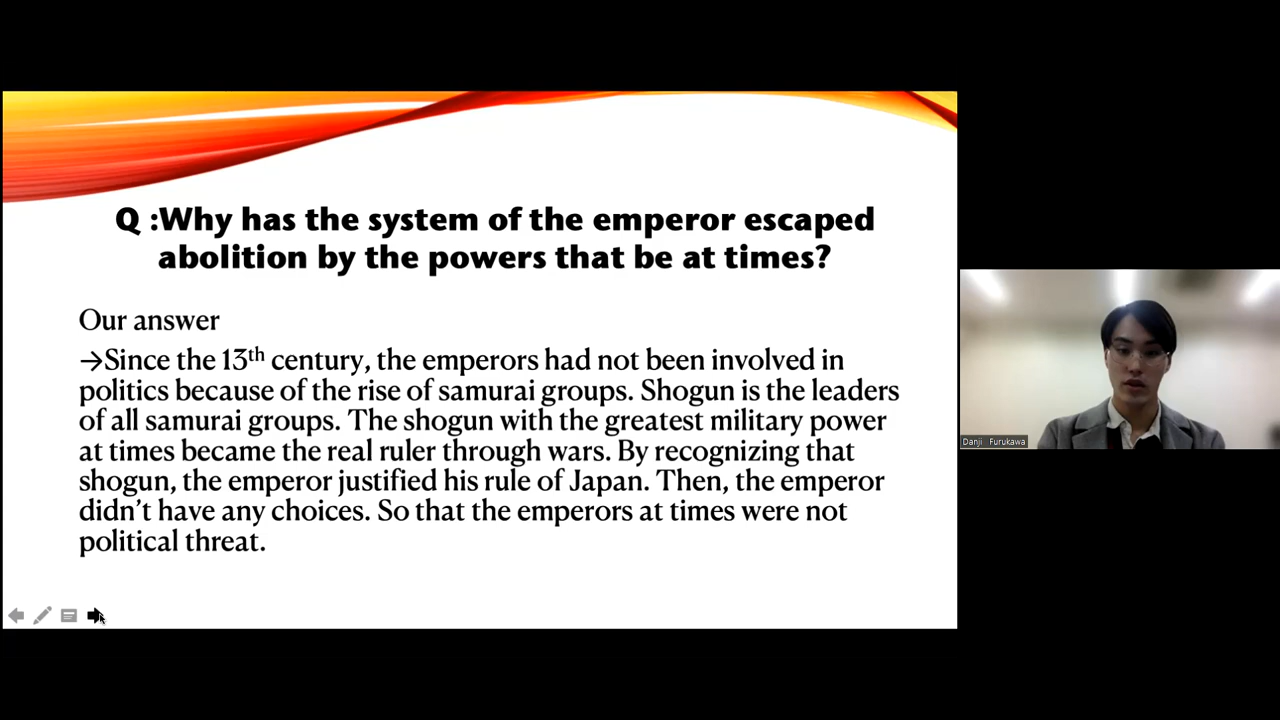 Q :Why has the system of the emperor escaped
abolition by the powers that be at times?
Our answer
→Since the 13th century, the emperors had not been involved in
politics because of the rise of samurai groups. Shogun is the leaders
of all samurai groups. The shogun with the greatest military power
at times became the real ruler through wars. By recognizing that
shogun, the emperor justified his rule of Japan. Then, the emperor
didn’t have any choices. So that the emperors at times were not
political threat.
Danji Furukawa